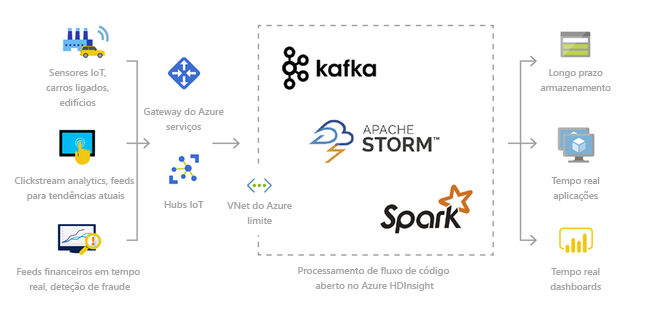 Sensores IoT,
carros ligados,
edifícios
Clickstream analytics, feeds
para tendências atuais
Feeds financeiros em tempo
real, deteção de fraude
Gateway do Azure
serviços
Hubs IoT
VNet do Azure
limite
kafka
APACHE
STORM™
Spark
Processamento de fluxo de código
aberto no Azure HDInsight
Longo prazo
armazenamento
Tempo real
aplicações
Tempo real
dashboards